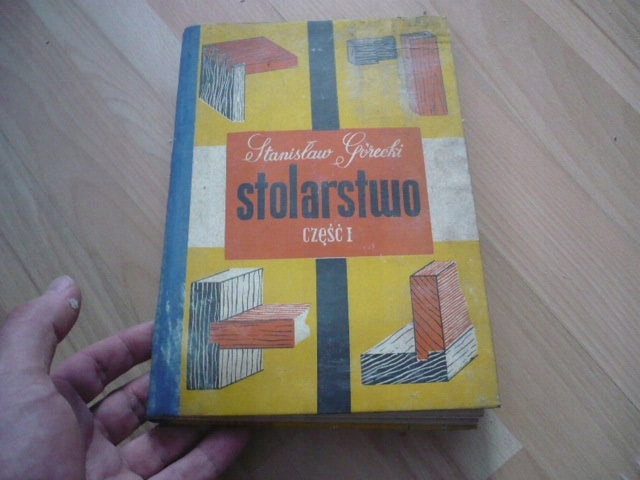 Stanisław Górecki
stolarstwo
część I